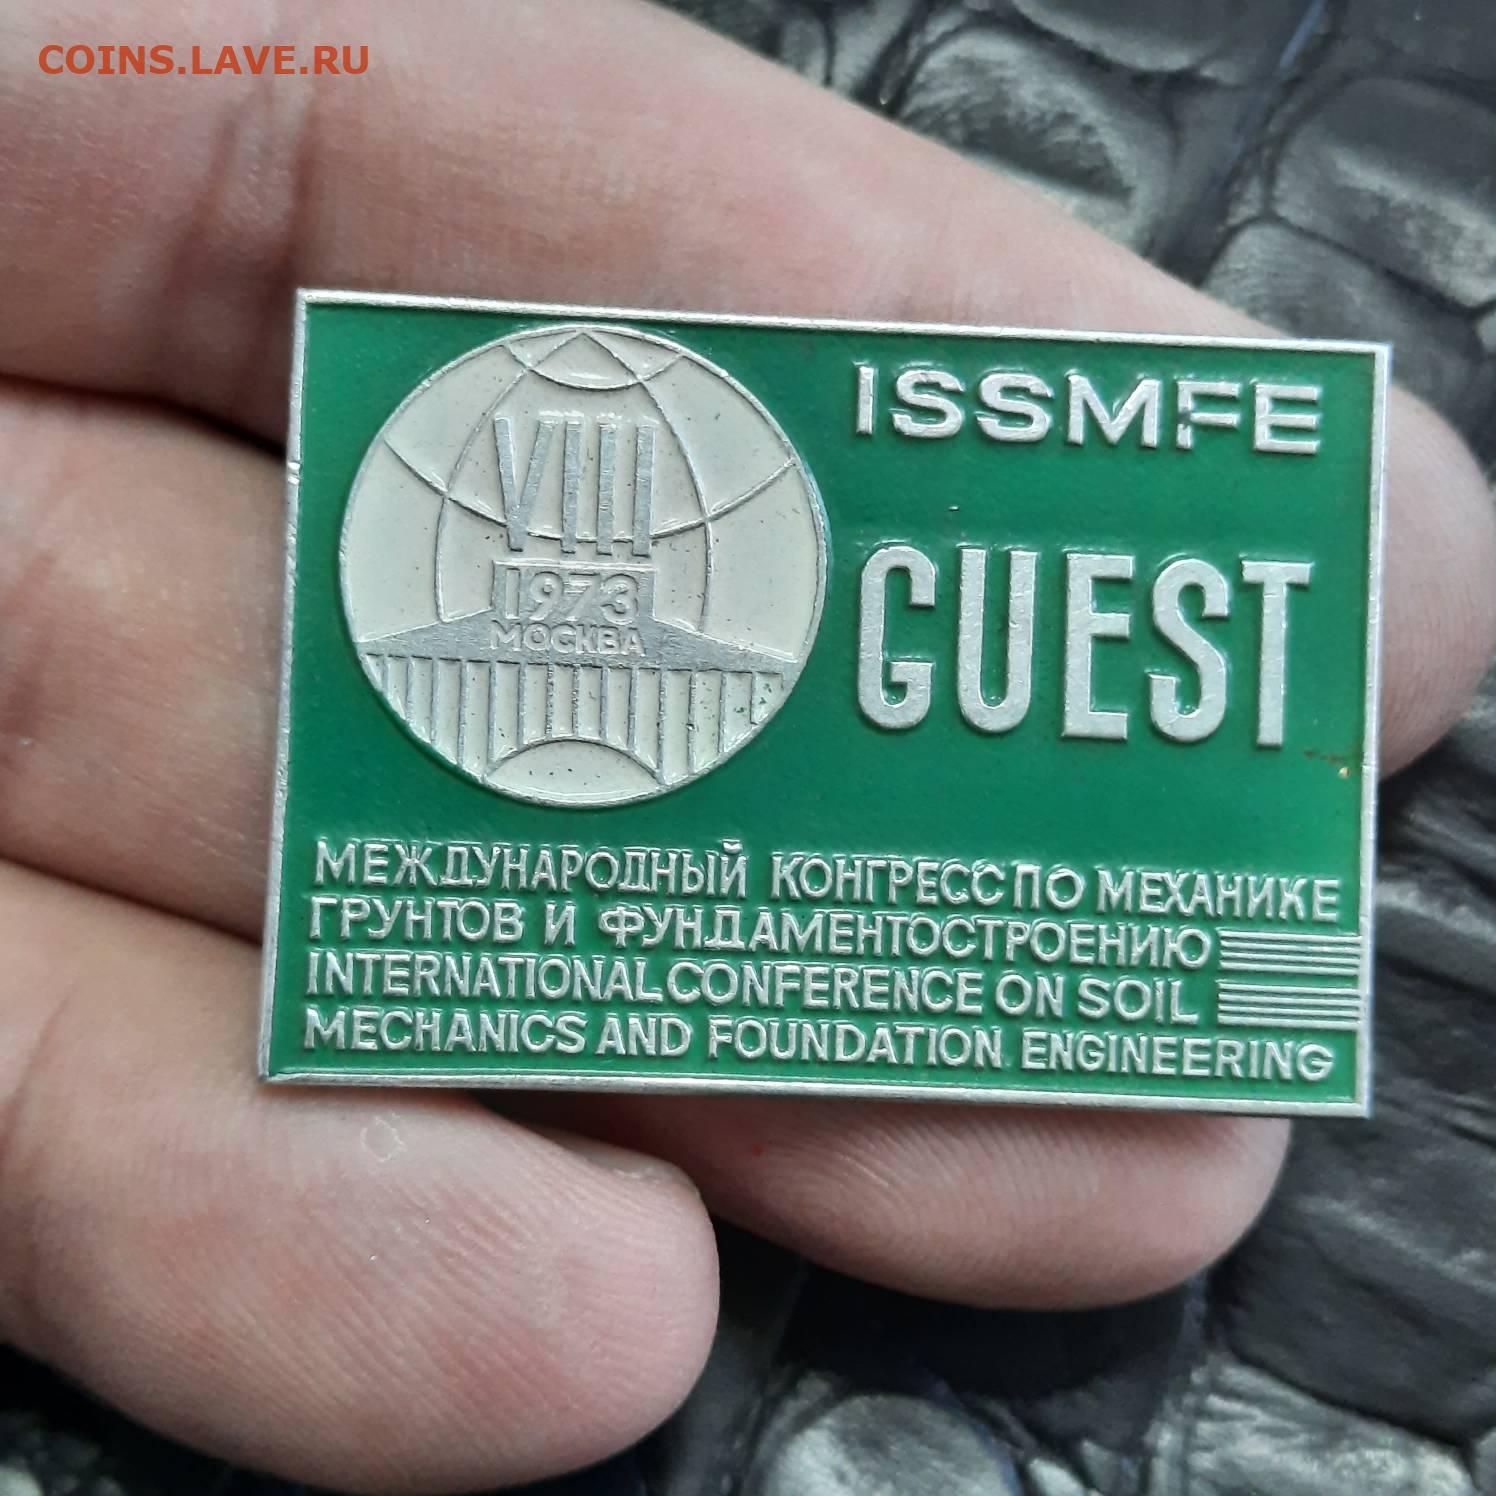 COINS.LAVE.RU
VIII
1973
МОСКВА
ISSMFE
GUEST
МЕЖДУНАРОДНЫЙ КОНГРЕСС ПО МЕХАНИКЕ
ГРУНТОВ И ФУНДАМЕНТОСТРОЕНИЮ
INTERNATIONAL CONFERENCE ON SOIL
MECHANICS AND FOUNDATION ENGINEERING